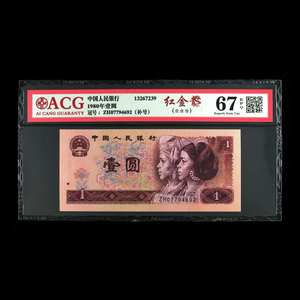 ACG
AI CANG GUARANTY
中国人民银行
1980年壹圆
冠号：ZH07794692（补号）
13267239
红金龙
67
EPQ
中国人民银行
壹圆
1
1
ZH07794692